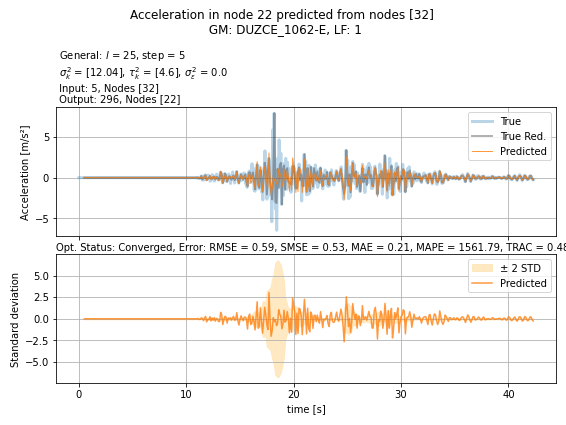 Acceleration in node 22 predicted from nodes [32]
GM: DUZCE_1062-E, LF: 1
General: l = 25, step = 5
σ²ₖ = [12.04], τ²ₖ = [4.6], σ²ε = 0.0
Input: 5, Nodes [32]
Output: 296, Nodes [22]
Acceleration [m/s²]
5
0
−5
True
True Red.
Predicted
Opt. Status: Converged, Error: RMSE = 0.59, SMSE = 0.53, MAE = 0.21, MAPE = 1561.79, TRAC = 0.48
Standard deviation
5.0
2.5
0.0
−2.5
−5.0
± 2 STD
Predicted
0 10 20 30 40
time [s]